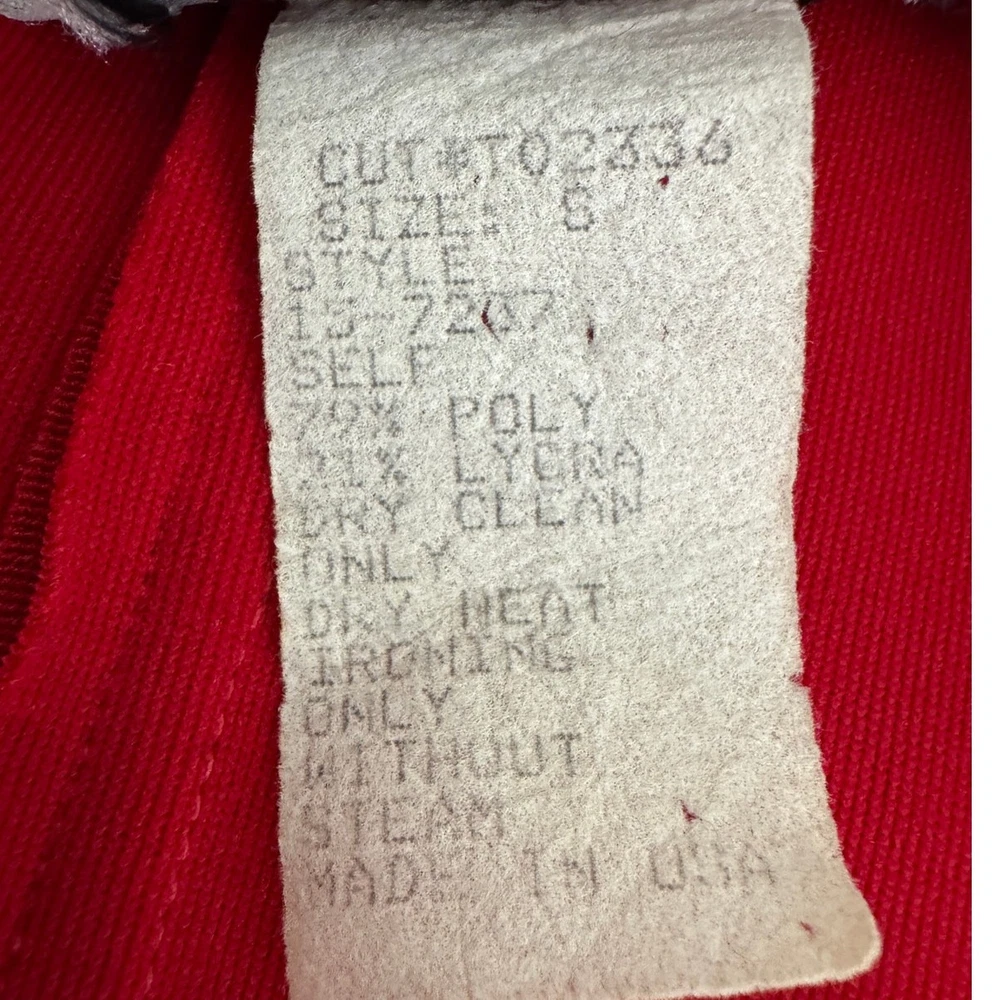 CUT#T02336
SIZE: S
STYLE
15-7207
SELF
79% POLY
21% LYCRA
DRY CLEAN
ONLY
DRY HEAT
IRONING
ONLY
WITHOUT
STEAM
MADE IN USA